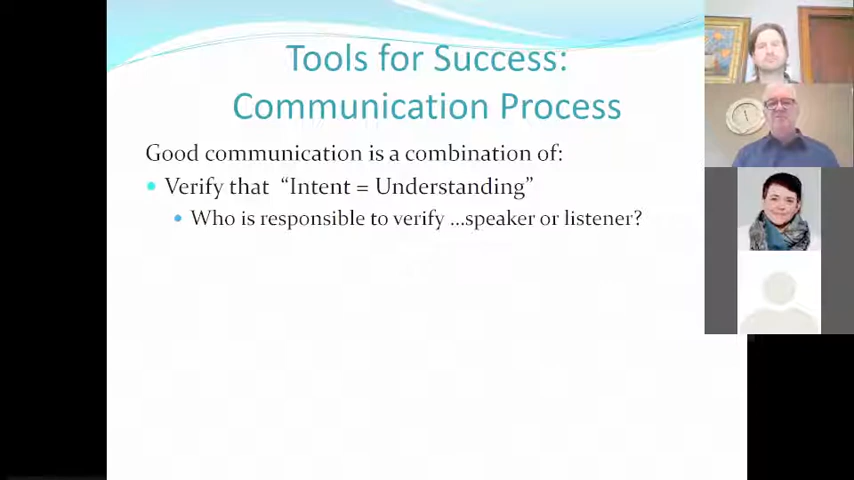 Tools for Success:
Communication Process
Good communication is a combination of:
• Verify that “Intent = Understanding”
• Who is responsible to verify ...speaker or listener?